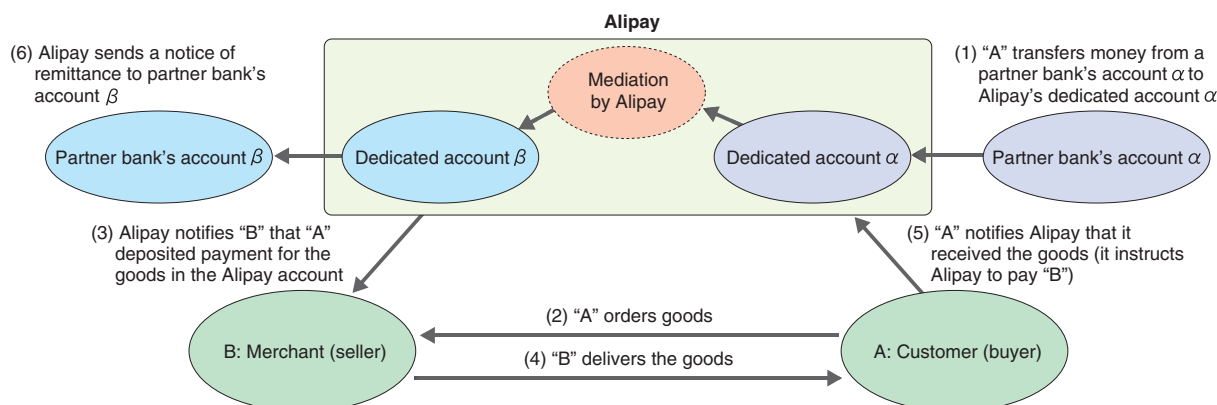 Alipay
(6) Alipay sends a notice of
remittance to partner bank's
account β
Mediation
by Alipay
(1) “A” transfers money from a
partner bank's account α to
Alipay's dedicated account α
Partner bank's account β
Dedicated account β
Dedicated account α
Partner bank's account α
(3) Alipay notifies “B” that “A”
deposited payment for the
goods in the Alipay account
(5) “A” notifies Alipay that it
received the goods (it instructs
Alipay to pay “B”)
(2) “A” orders goods
B: Merchant (seller)
A: Customer (buyer)
(4) “B” delivers the goods